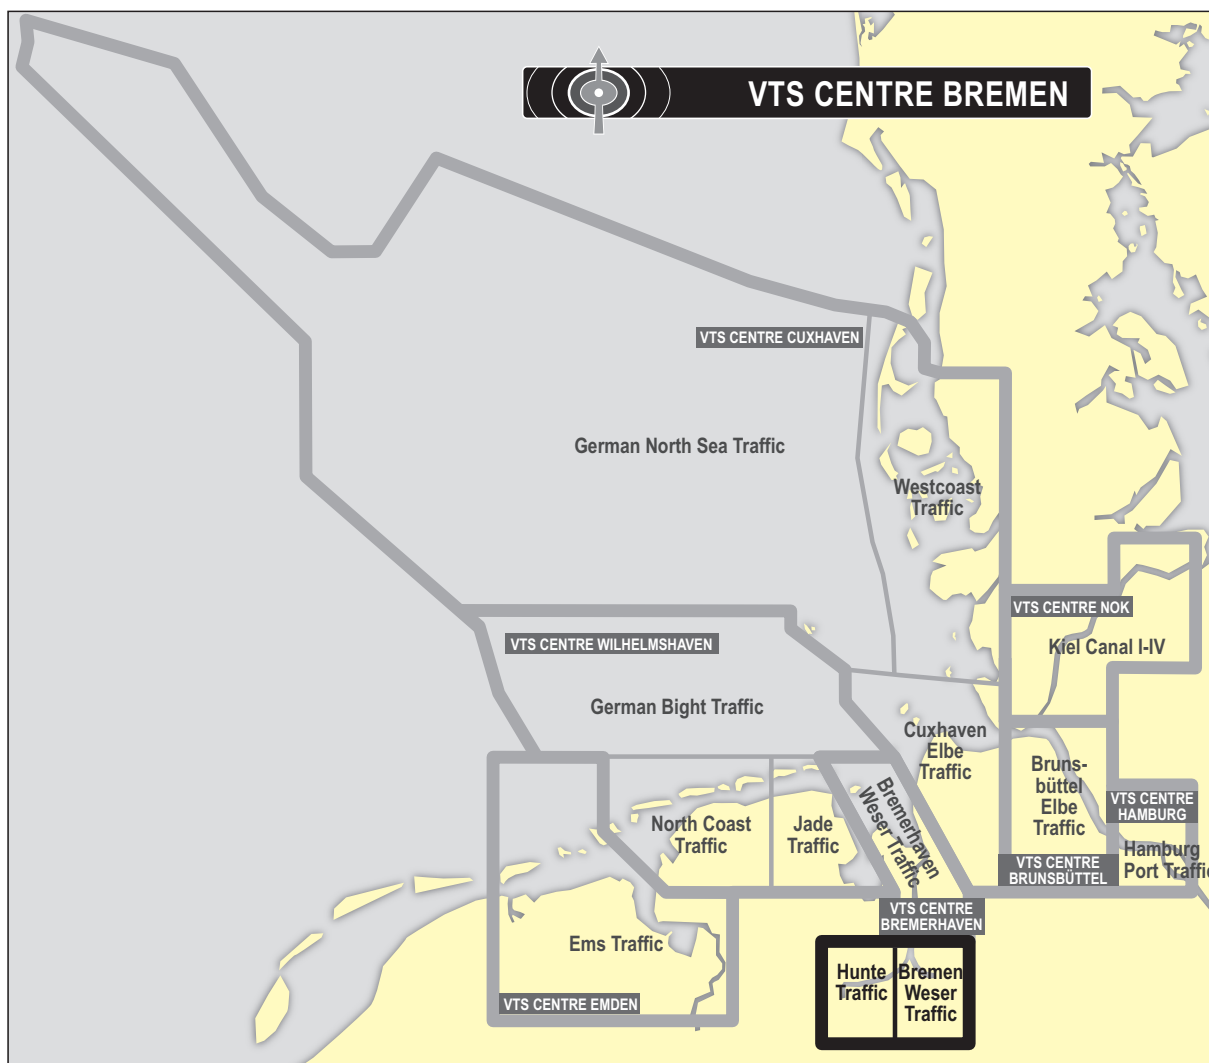 VTS CENTRE BREMEN
VTS CENTRE CUXHAVEN
German North Sea Traffic
Westcoast
Traffic
VTS CENTRE NOK
Kiel Canal I-IV
VTS CENTRE WILHELMSHAVEN
German Bight Traffic
Cuxhaven
Elbe
Traffic
Bruns-
büttel
Elbe
Traffic
VTS CENTRE
HAMBURG
Hamburg
Port Traffic
VTS CENTRE
BRUNSBÜTTEL
North Coast
Traffic
Jade
Traffic
Bremerhaven
Weser Traffic
VTS CENTRE
BREMERHAVEN
Ems Traffic
VTS CENTRE EMDEN
Hunte
Traffic
Bremen
Weser
Traffic